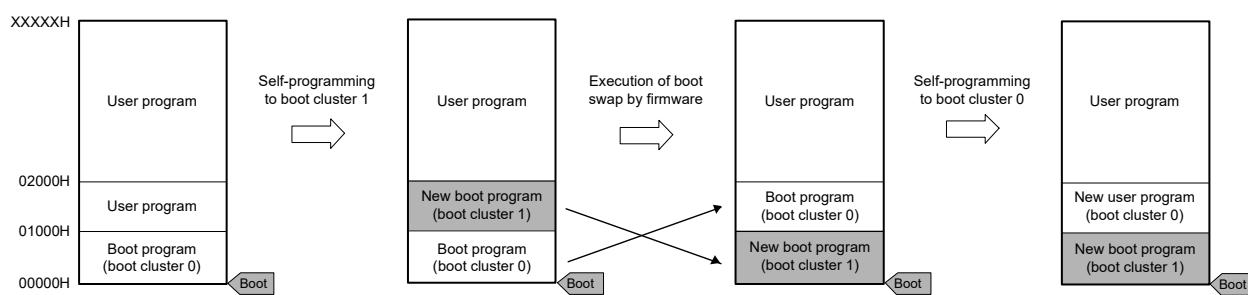 XXXXXH
User program
02000H
User program
01000H
Boot program
(boot cluster 0)
00000H
Boot
Self-programming
to boot cluster 1
User program
New boot program
(boot cluster 1)
Boot program
(boot cluster 0)
Boot
Execution of boot
swap by firmware
User program
Boot program
(boot cluster 0)
New boot program
(boot cluster 1)
Boot
Self-programming
to boot cluster 0
User program
New user program
(boot cluster 0)
New boot program
(boot cluster 1)
Boot